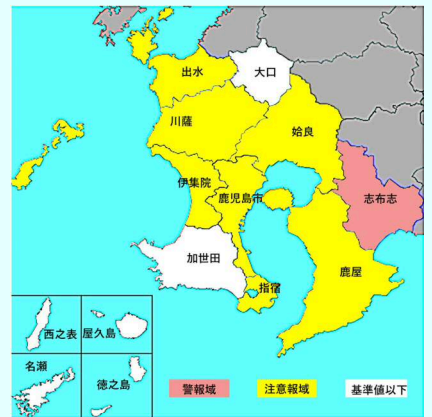 出水
大口
川薩
姶良
伊集院
鹿児島市
志布志
加世田
鹿屋
指宿
西之表
屋久島
名瀬
徳之島
警報域
注意報域
基準値以下